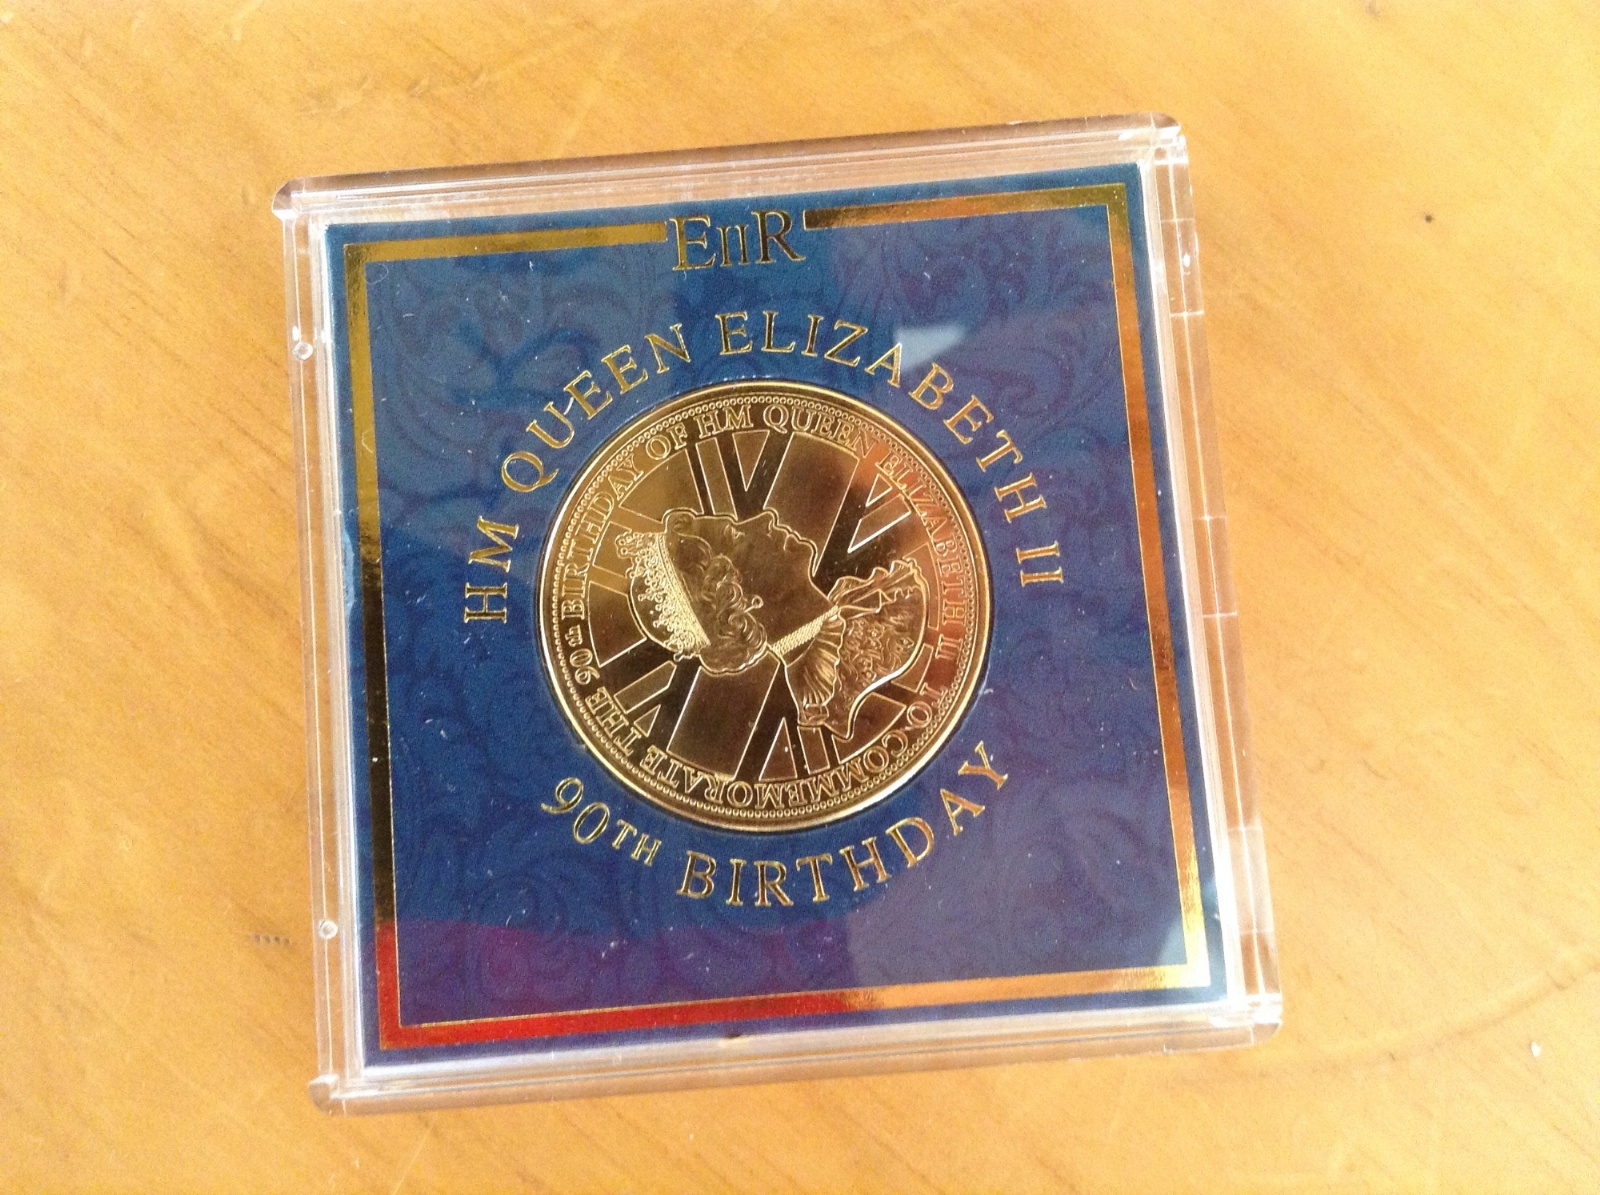 EIIR
HM QUEEN ELIZABETH II
TO COMMEMORATE THE 90th BIRTHDAY OF HM QUEEN ELIZABETH II
90TH BIRTHDAY